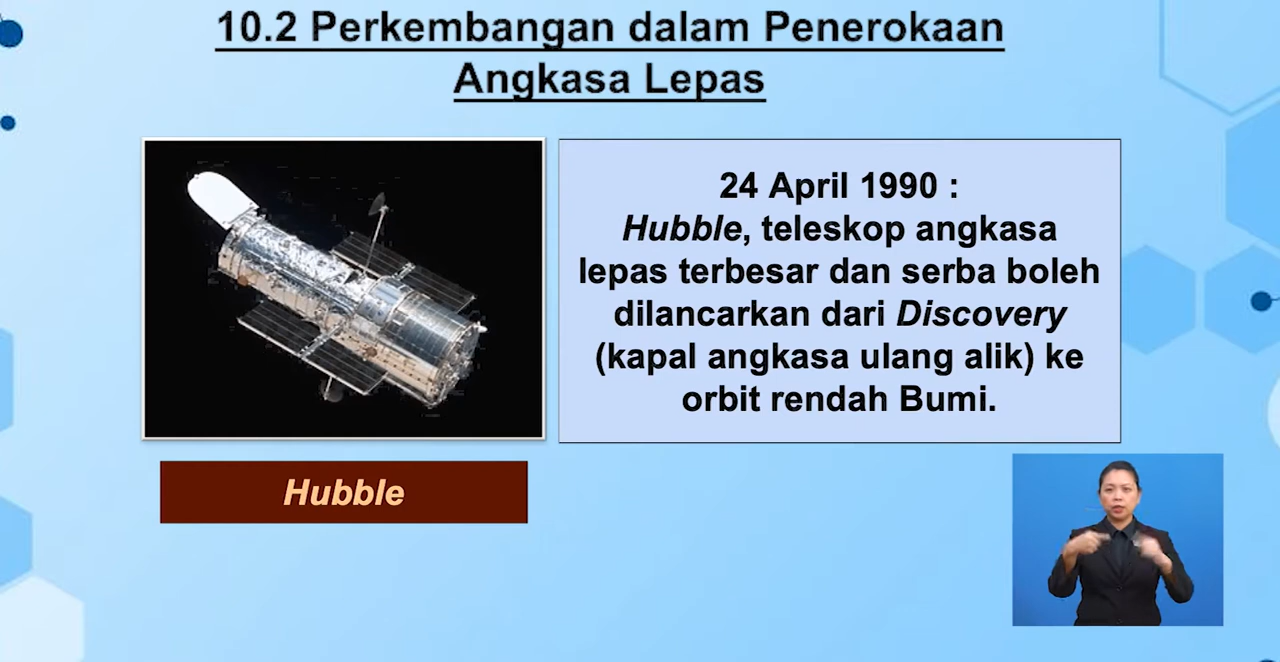 10.2 Perkembangan dalam Penerokaan
Angkasa Lepas
24 April 1990 :
Hubble, teleskop angkasa
lepas terbesar dan serba boleh
dilancarkan dari Discovery
(kapal angkasa ulang alik) ke
orbit rendah Bumi.
Hubble